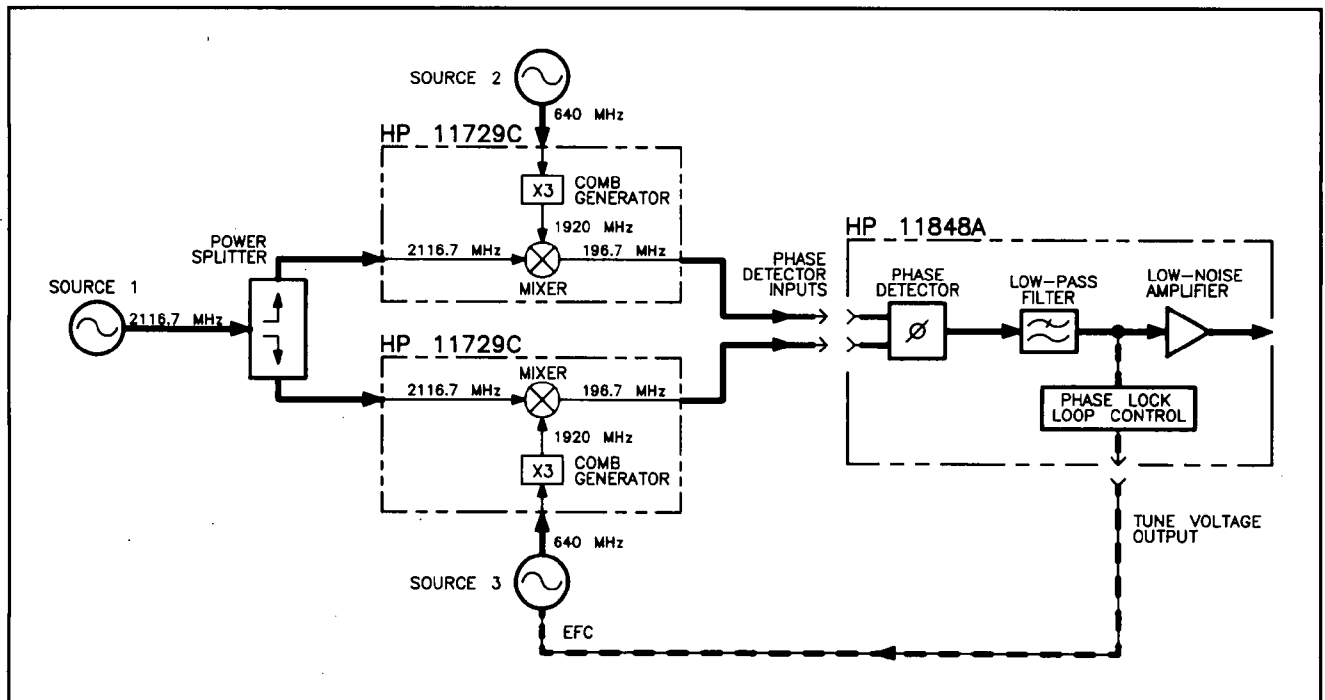 SOURCE 2
640 MHz
HP 11729C
X3
COMB
GENERATOR
1920 MHz
2116.7 MHz
196.7 MHz
MIXER
POWER
SPLITTER
SOURCE 1
2116.7 MHz
HP 11729C
MIXER
2116.7 MHz
196.7 MHz
1920 MHz
X3
COMB
GENERATOR
640 MHz
SOURCE 3
EFC
PHASE
DETECTOR
INPUTS
HP 11848A
PHASE
DETECTOR
Ø
LOW-PASS
FILTER
LOW-NOISE
AMPLIFIER
PHASE LOCK
LOOP CONTROL
TUNE VOLTAGE
OUTPUT